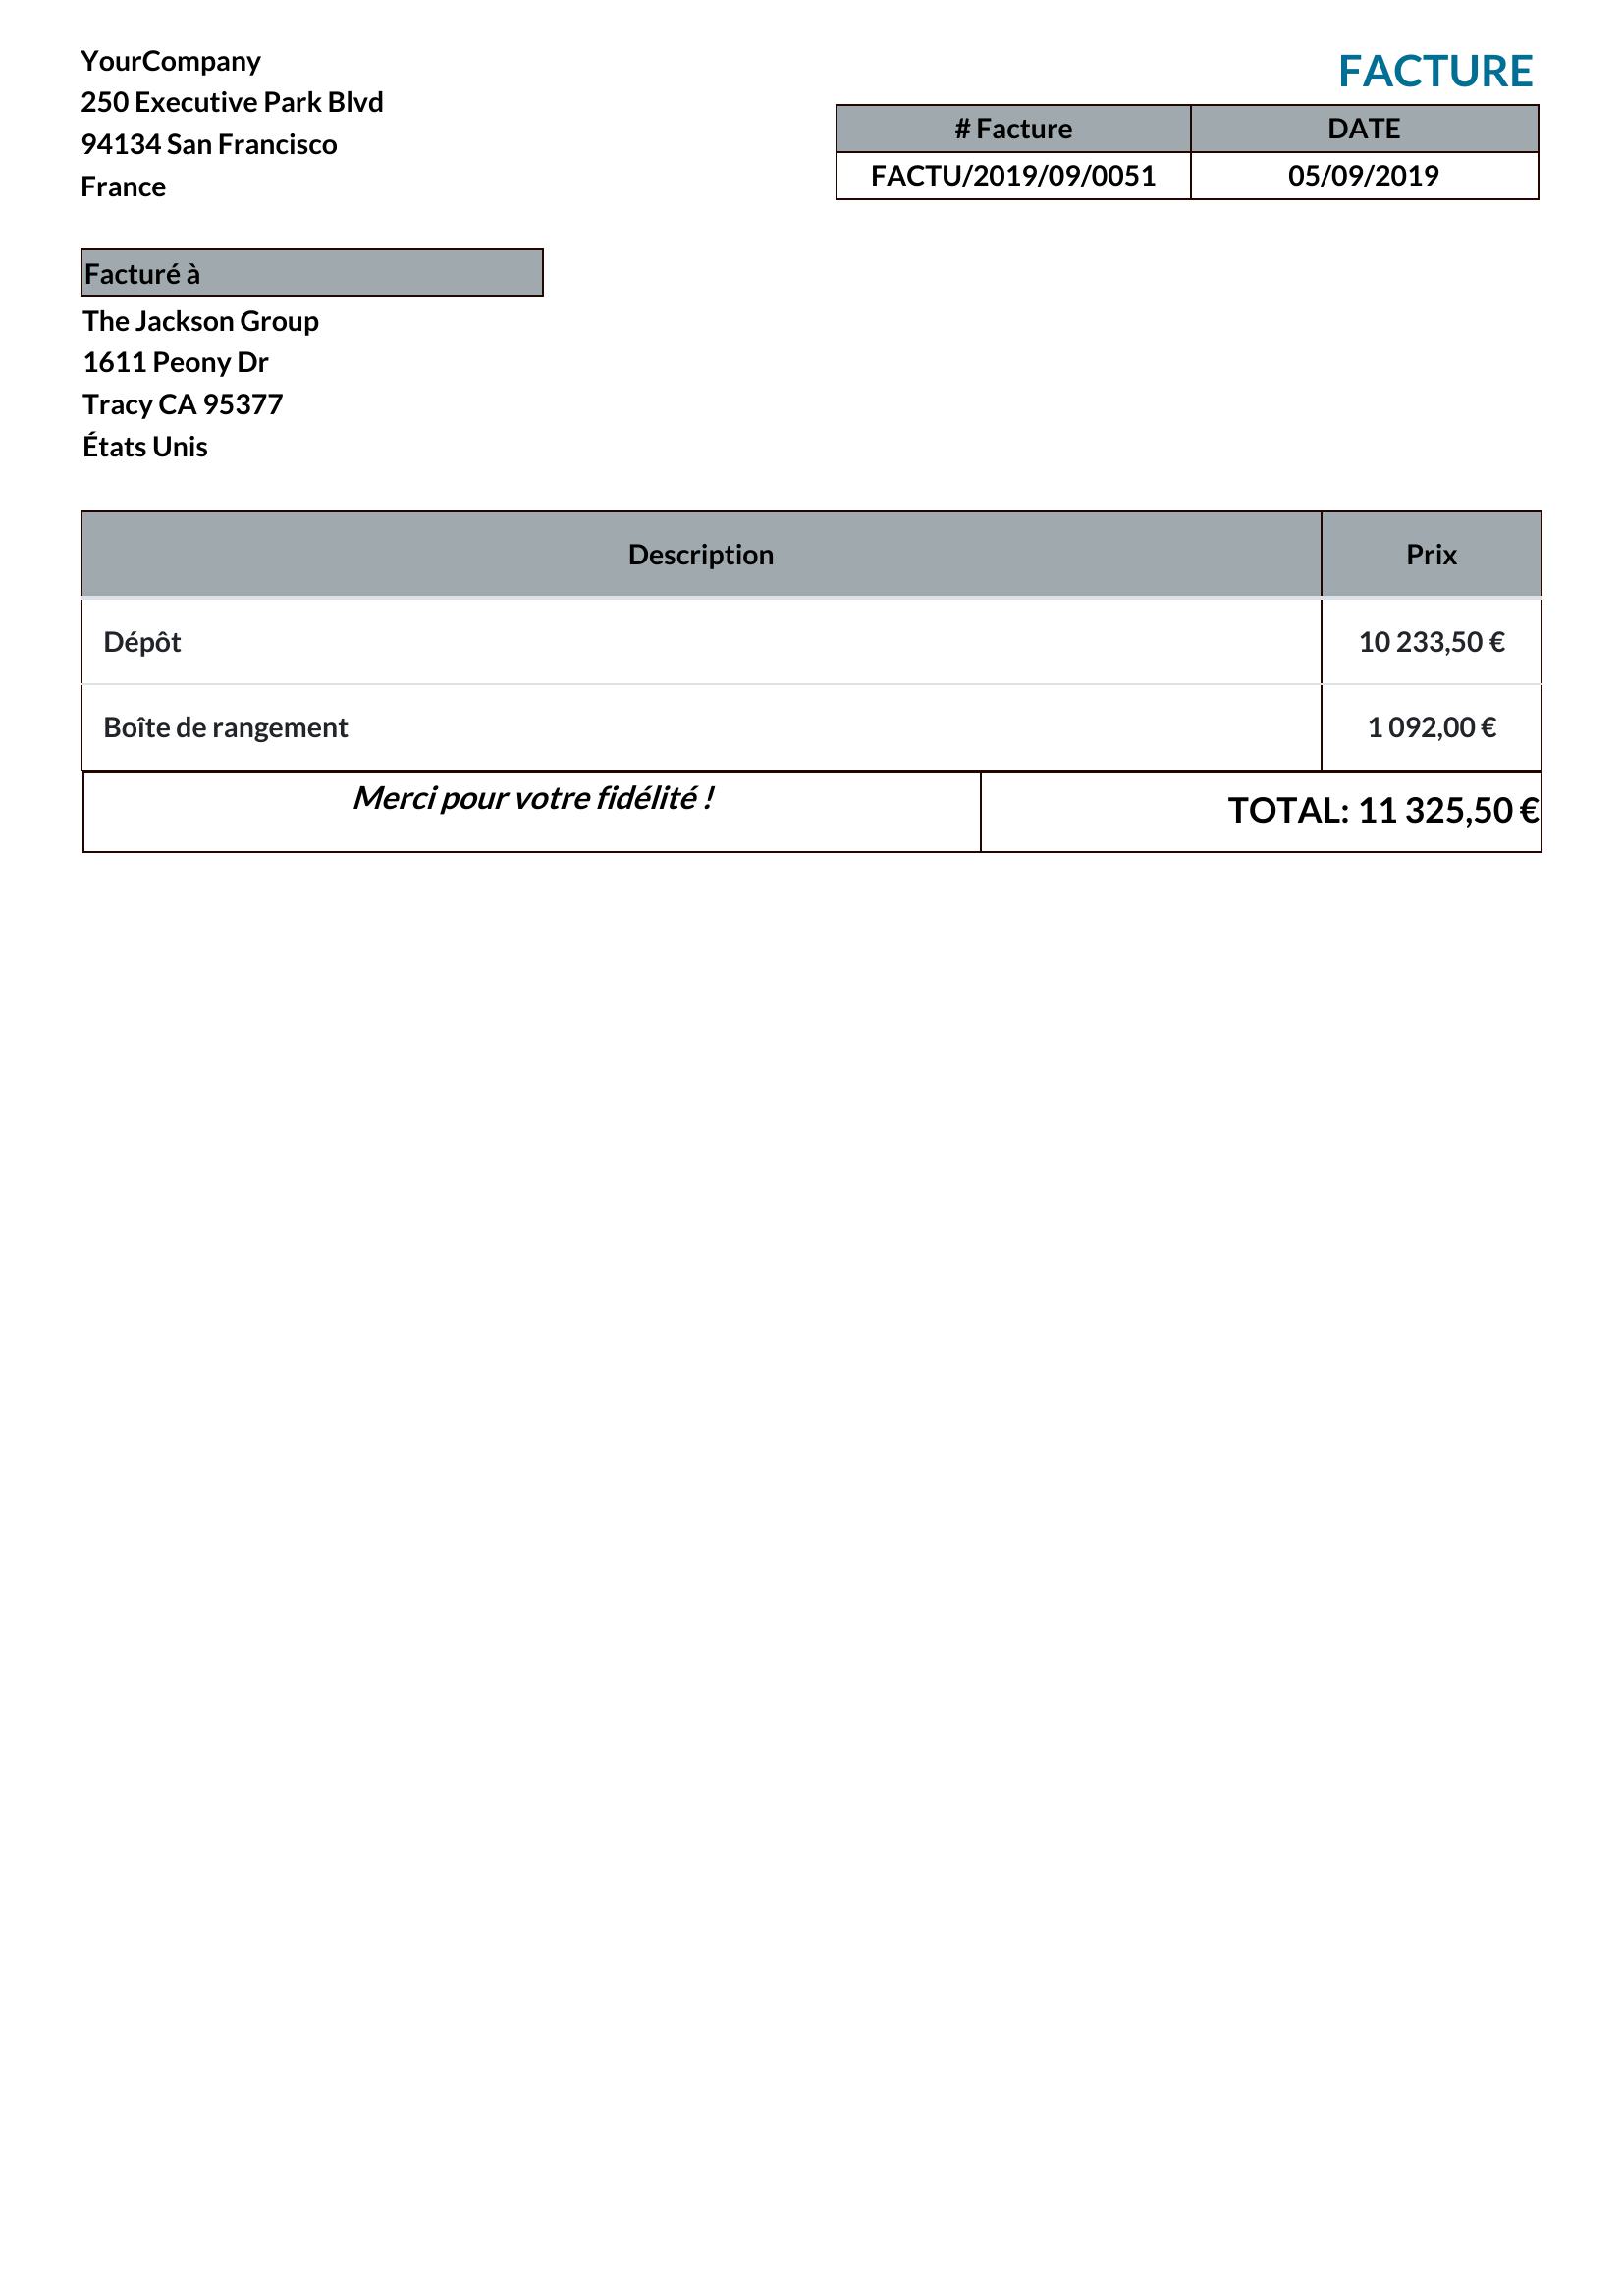 YourCompany
250 Executive Park Blvd
94134 San Francisco
France
FACTURE
# Facture DATE
FACTU/2019/09/0051 05/09/2019
Facturé à
The Jackson Group
1611 Peony Dr
Tracy CA 95377
États Unis
Description Prix
Dépôt 10 233,50 €
Boîte de rangement 1 092,00 €
Merci pour votre fidélité ! TOTAL: 11 325,50 €